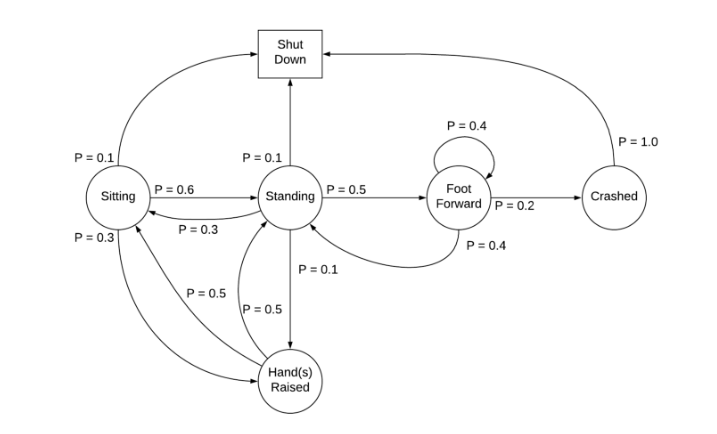 Shut
Down
P = 0.4
P = 1.0
P = 0.1
P = 0.1
Sitting
P = 0.6
Standing
P = 0.5
Foot
Forward
P = 0.2
Crashed
P = 0.3
P = 0.3
P = 0.4
P = 0.1
P = 0.5
P = 0.5
Hand(s)
Raised